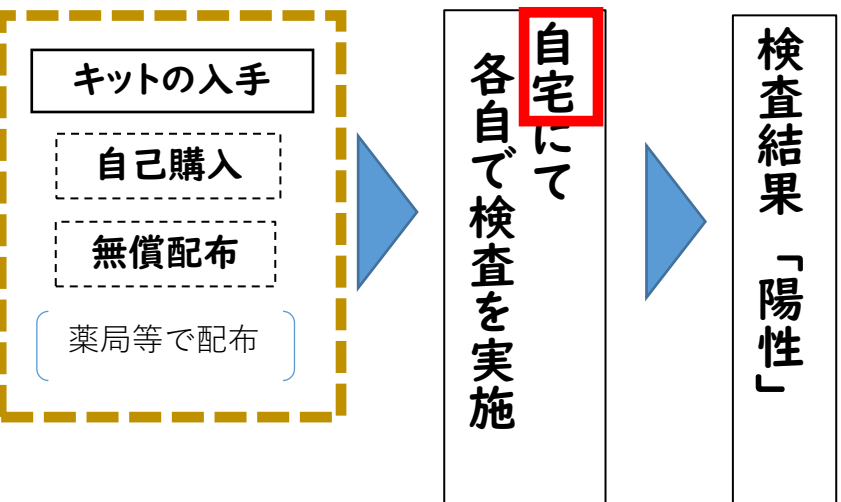 キットの入手
自己購入
無償配布
薬局等で配布
自宅にて
各自で検査を実施
検査結果「陽性」